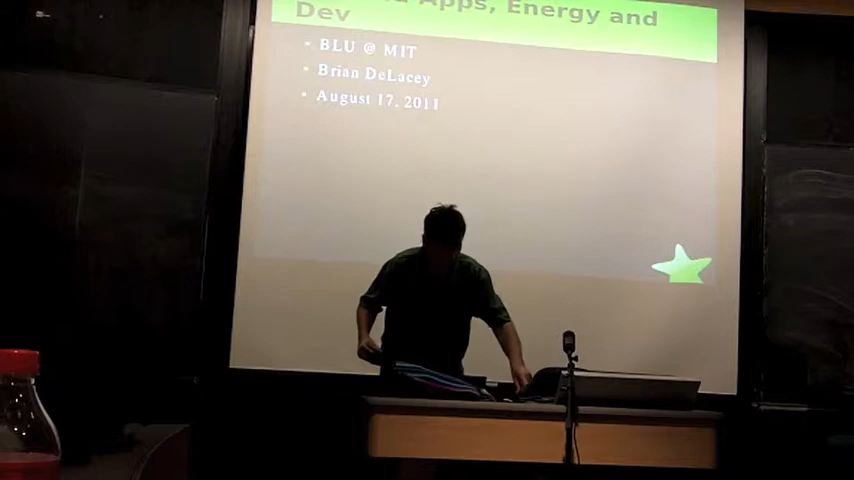 Apps, Energy and
Dev
BLU @ MIT
Brian DeLacey
August 17, 2011